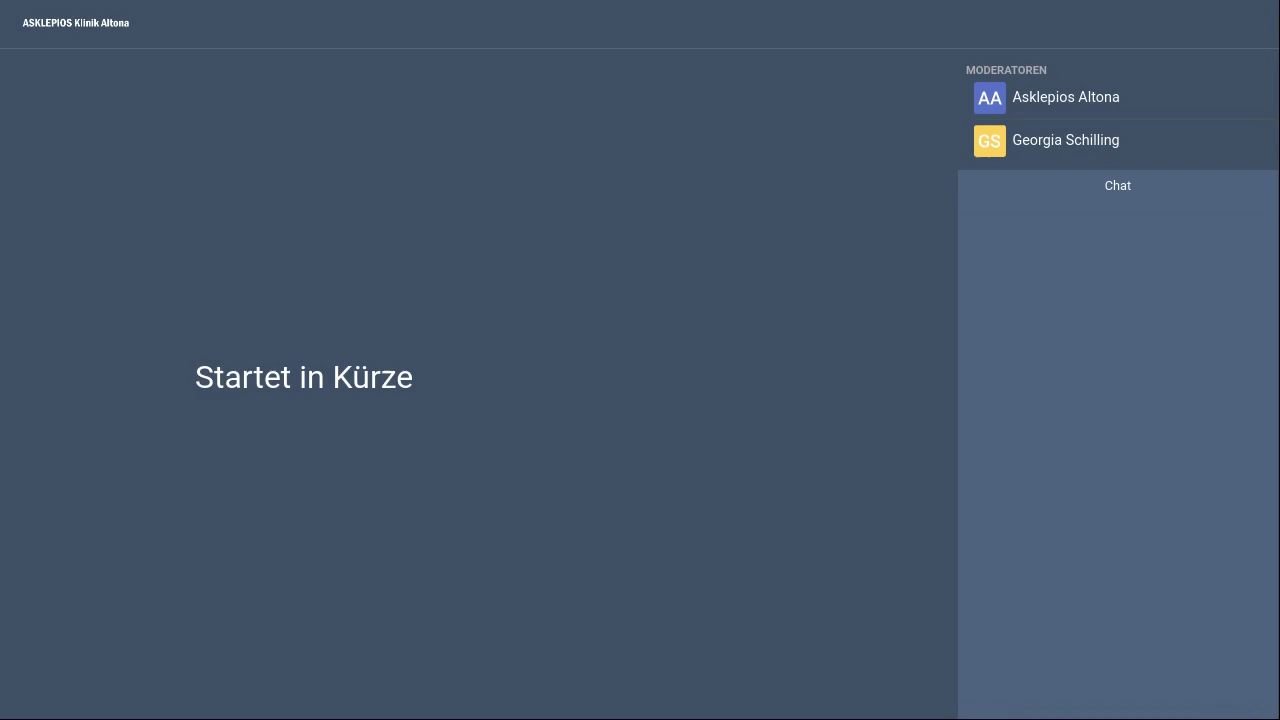 ASKLEPIOS Klinik Altona
MODERATOREN
AA Asklepios Altona
GS Georgia Schilling
Chat
Startet in Kürze